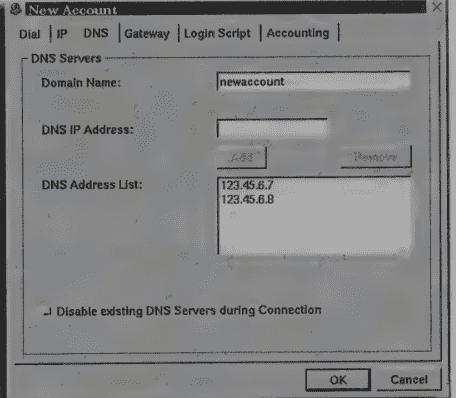 New Account
Dial IP DNS Gateway Login Script Accounting
DNS Servers
Domain Name: newaccount
DNS IP Address:
Add Remove
DNS Address List: 123.45.6.7
123.45.6.8
Disable existing DNS Servers during Connection
OK Cancel